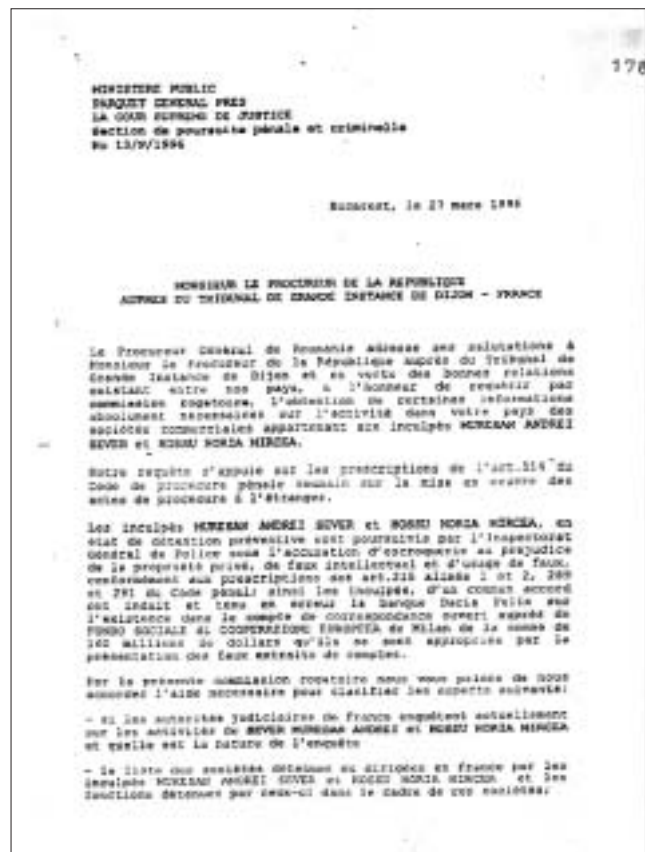 178
MINISTERE PUBLIC
PARQUET GENERAL PRES
LA COUR SUPREME DE JUSTICE
Section de poursuite pénale et criminelle
No 13/P/1996
Bucarest, le 27 mars 1996
MONSIEUR LE PROCUREUR DE LA REPUBLIQUE
AUPRES DU TRIBUNAL DE GRANDE INSTANCE DE DIJON - FRANCE
Le Procureur Général de Roumanie adresse ses salutations à
Monsieur le Procureur de la République auprès du Tribunal de
Grande Instance de Dijon et en vertu des bonnes relations
existant entre nos pays, a l'honneur de requérir par
commission rogatoire, l'obtention de certaines informations
absolument nécessaires sur l'activité dans votre pays des
sociétés commerciales appartenant aux inculpés MURESAN ANDREI
SEVER et ROSSU HORIA MIRCEA.
Notre requête s'appuie sur les prescriptions de l'art.514 du
Code de procédure pénale roumain sur la mise en oeuvre des
actes de procédure à l'étranger.
Les inculpés MURESAN ANDREI SEVER et ROSSU HORIA MIRCEA, en
état de détention préventive sont poursuivis par l'Inspectorat
Général de Police sous l'accusation d'escroquerie au préjudice
de la propriété privé, de faux intellectuel et d'usage de faux,
conformément aux prescriptions des art.215 alinéa 1 et 2, 289
et 291 du Code pénal; ainsi les inculpés, d'un commun accord
ont induit et tenu en erreur la banque Dacia Felix sur
l'existence dans le compte de correspondance ouvert auprès de
FONDO SOCIALE DI COOPERAZIONE EUROPEA de Milan de la somme de
160 millions de dollars qu'ils se sont appropriés par la
présentation des faux extraits de comptes.
Par la présente commission rogatoire nous vous prions de nous
accorder l'aide nécessaire pour clarifier les aspects suivants:
- si les autorités judiciaires de France enquêtent actuellement
sur les activités de SEVER MURESAN ANDREI et ROSSU HORIA MIRCEA
et quelle est la nature de l'enquête
- la liste des sociétés détenues ou dirigées en france par les
inculpés MURESAN ANDREI SEVER et ROSSU HORIA MIRCEA et les
fonctions détenues par ceux-ci dans le cadre de ces sociétés;